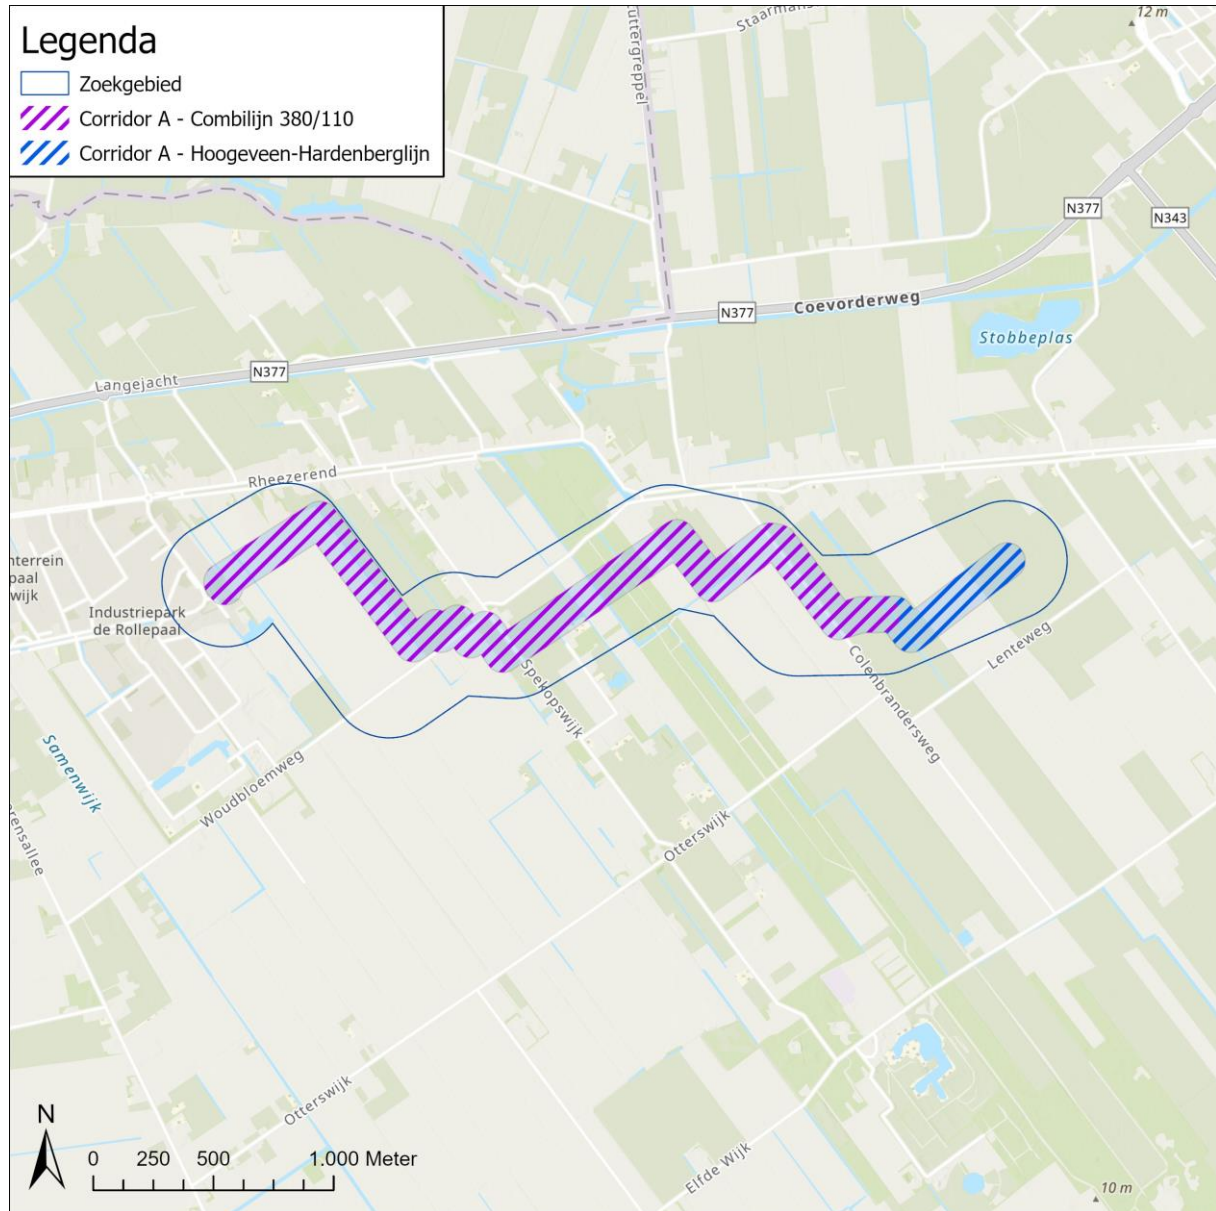 Legenda
Zoekgebied
Corridor A - Combilijn 380/110
Corridor A - Hoogeveen-Hardenberglijn
12 m
N377
N343
Coevorderweg
N377
Stobbeplas
N377
Langejacht
Rheezerend
Industriepark
de Rollepaal
Lenteweg
Colenbrandersweg
Spekopswijk
Samenwijk
Woudbloemweg
Otterswijk
Otterswijk
Elfde Wijk
10 m
N
0 250 500 1.000 Meter